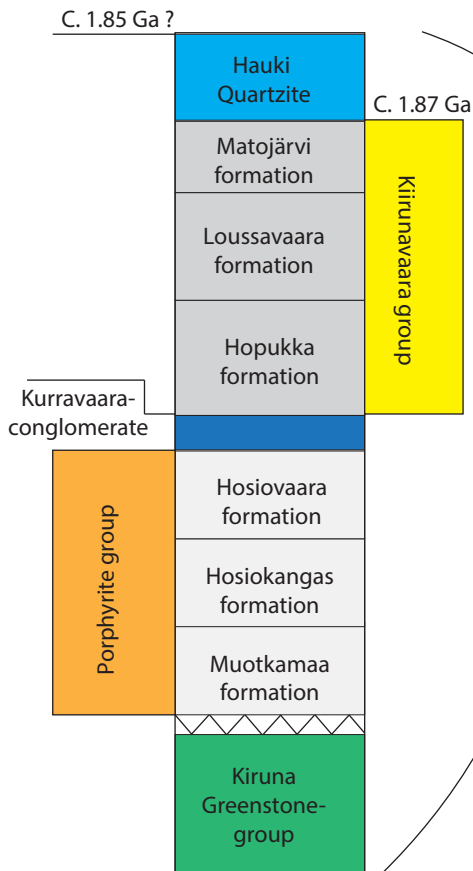 C. 1.85 Ga ?
Hauki
Quartzite
C. 1.87 Ga
Matojärvi
formation
Loussavaara
formation
Kiirunavaara group
Hopukka
formation
Kurravaara-
conglomerate
Hosiovaara
formation
Porphyrite group
Hosiokangas
formation
Muotkamaa
formation
Kiruna
Greenstone-
group